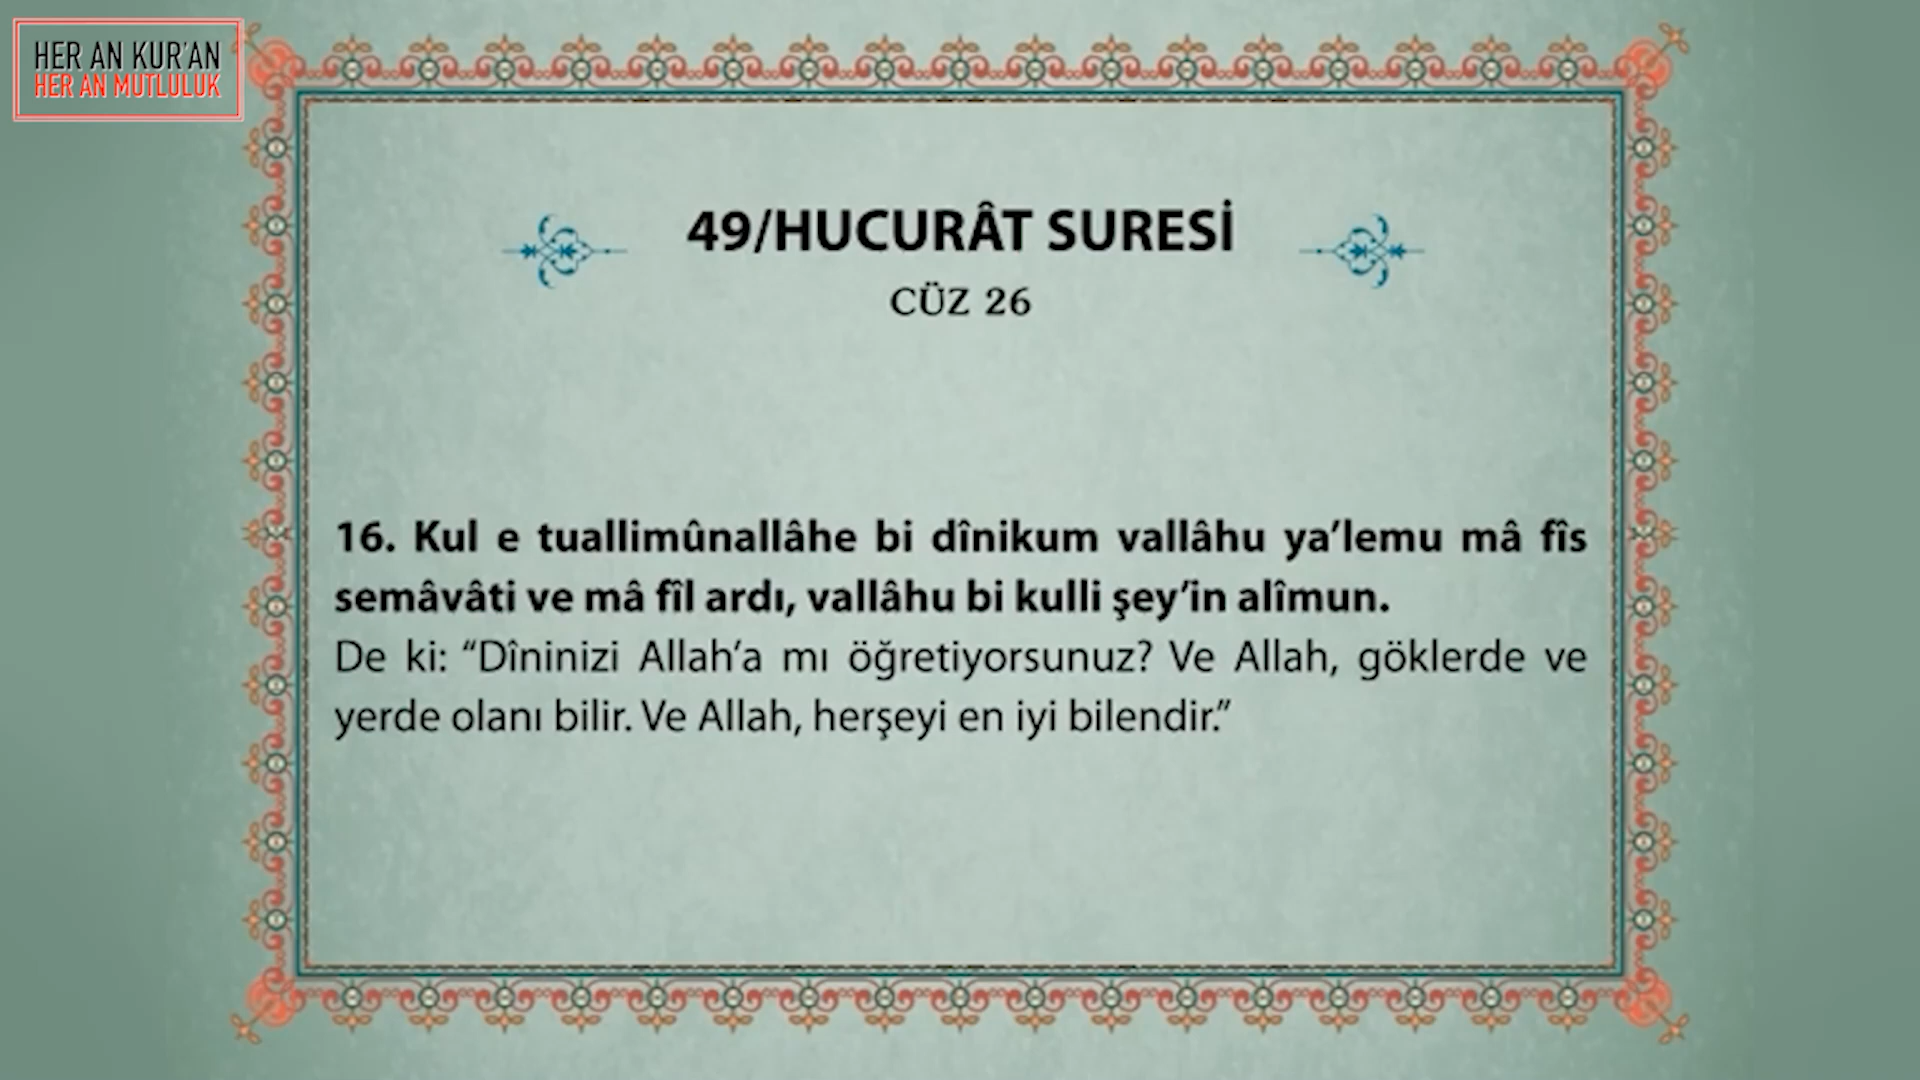 HER AN KUR'AN
HER AN MUTLULUK
49/HUCURÂT SURESİ
CÜZ 26
16. Kul e tuallimûnallâhe bi dînikum vallâhu ya’lemu mâ fîs
semâvâti ve mâ fîl ardı, vallâhu bi kulli şey’in alîmun.
De ki: “Dîninizi Allah’a mı öğretiyorsunuz? Ve Allah, göklerde ve
yerde olanı bilir. Ve Allah, herşeyi en iyi bilendir.”